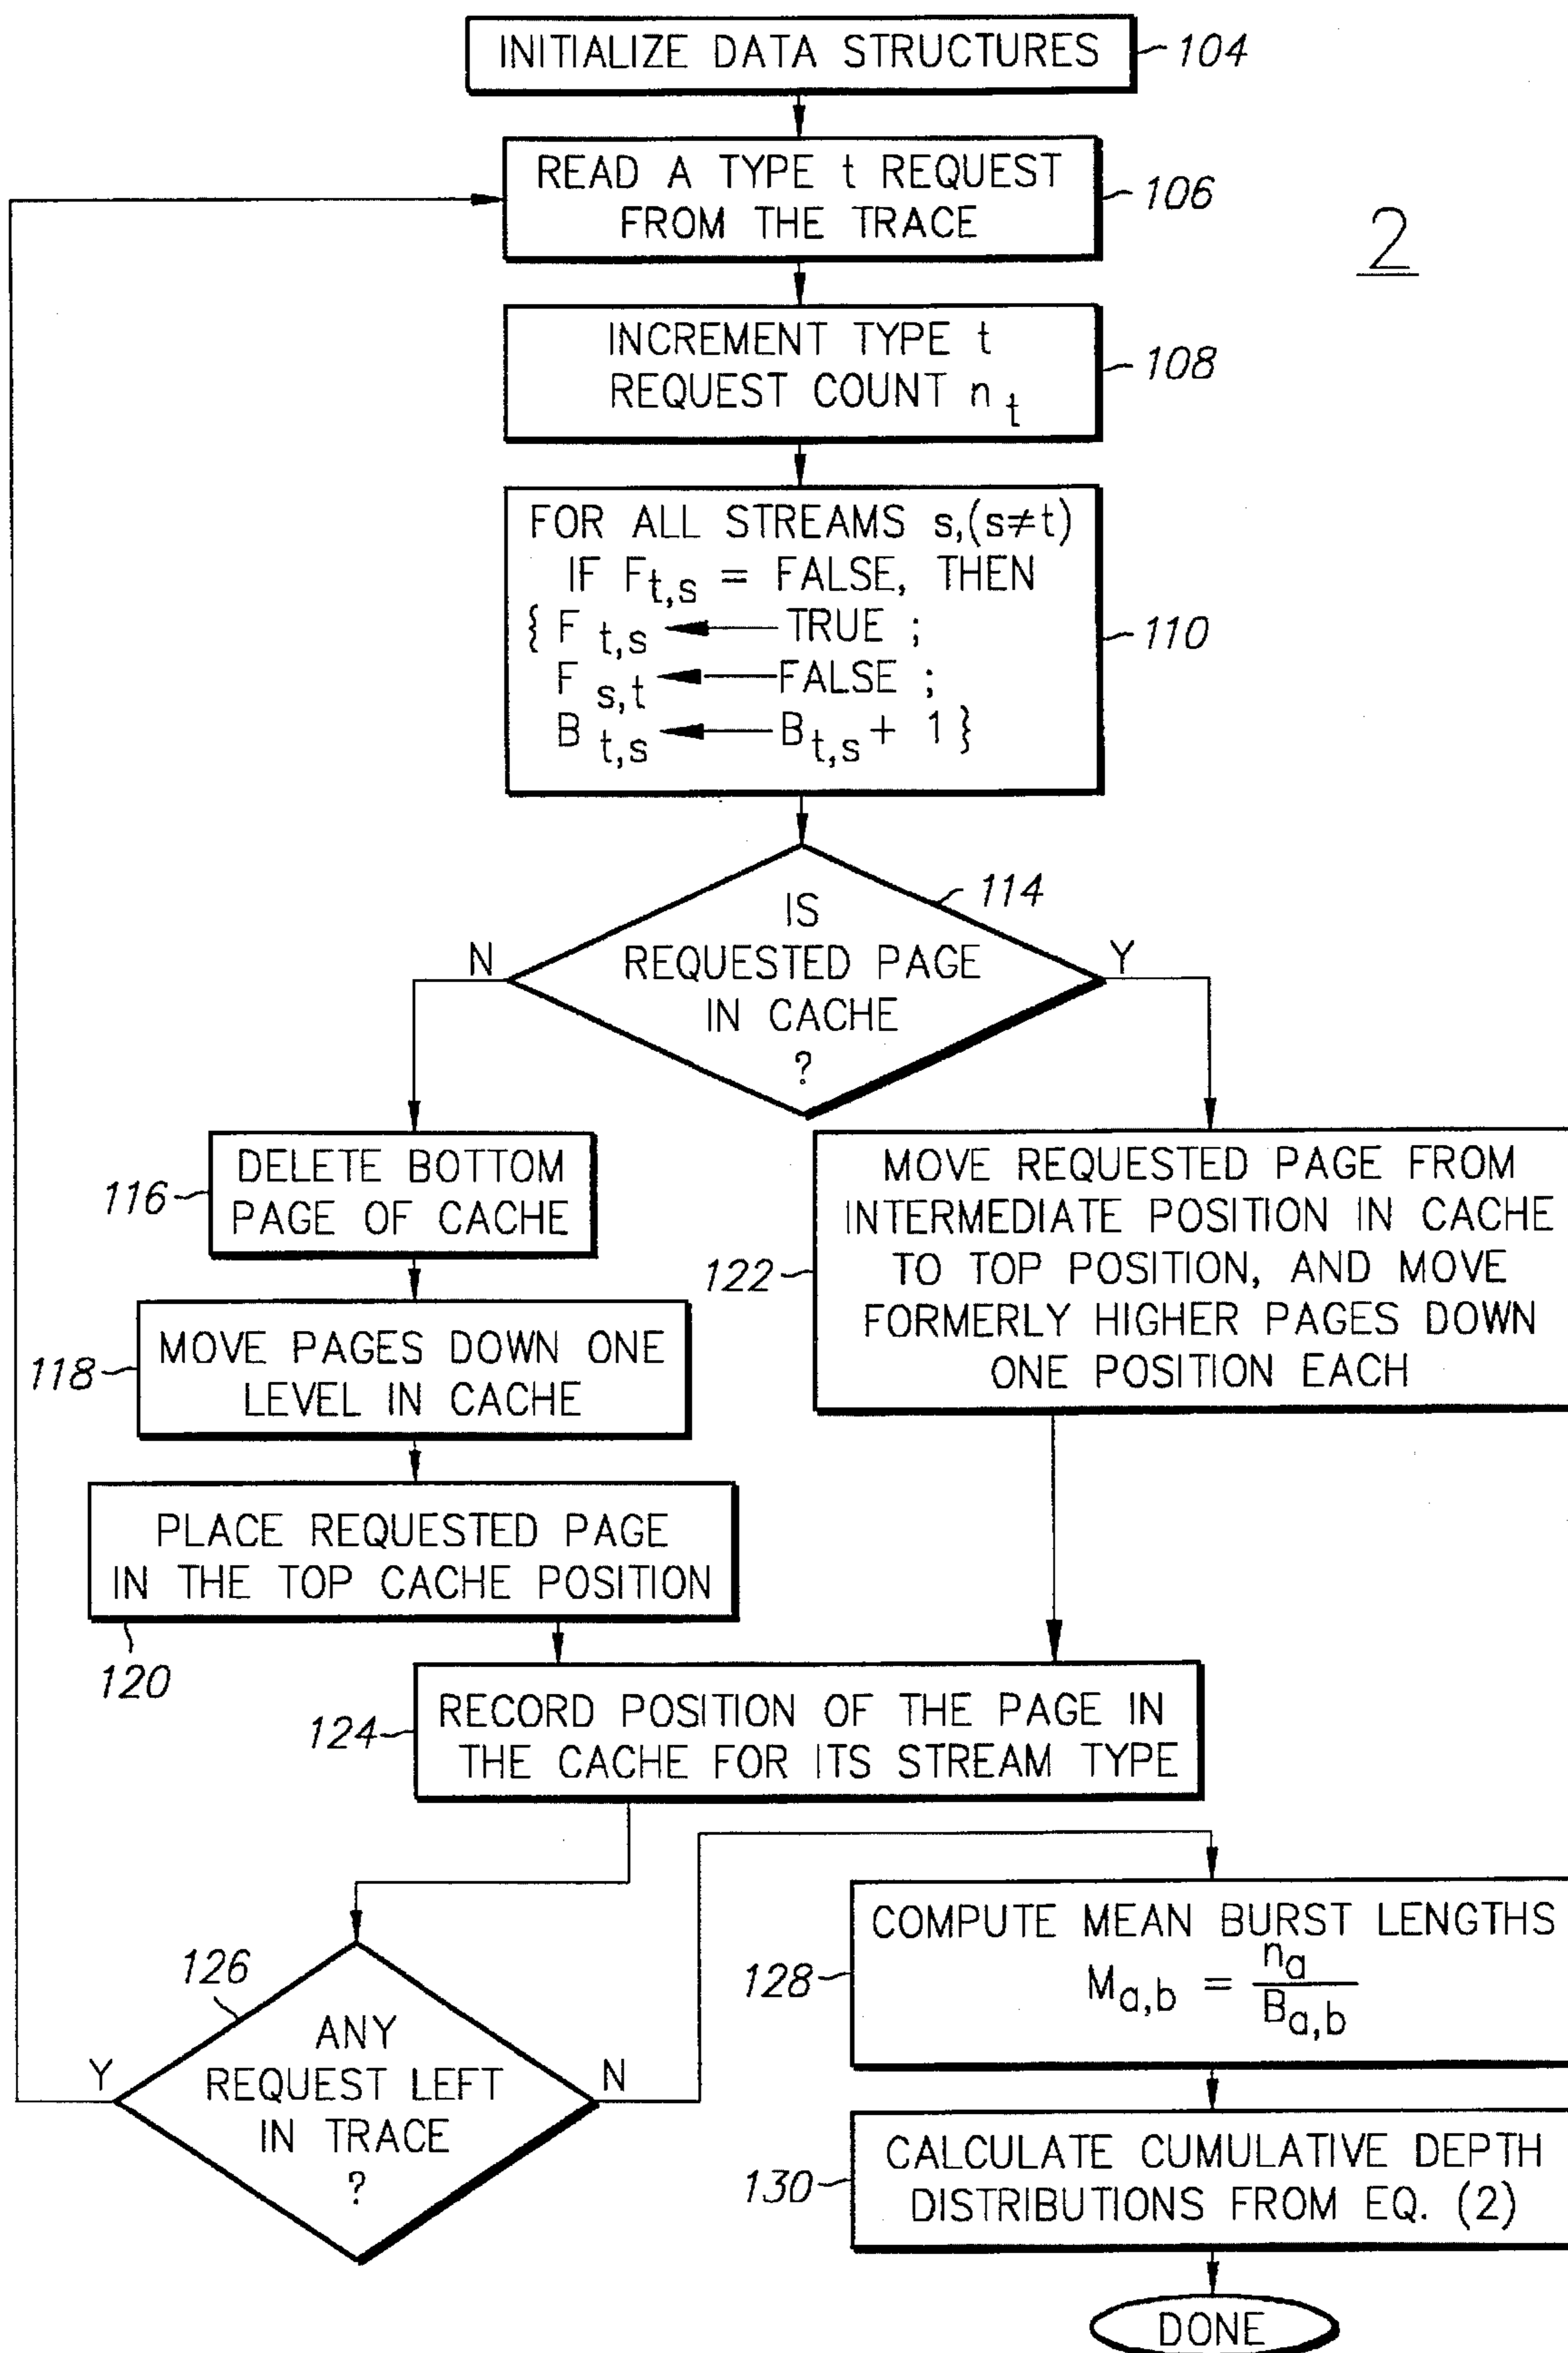 INITIALIZE DATA STRUCTURES
104
READ A TYPE t REQUEST
FROM THE TRACE
106
2
INCREMENT TYPE t
REQUEST COUNT n t
108
FOR ALL STREAMS s,(s≠t)
IF Ft,s = FALSE, THEN
{ F t,s ← TRUE ;
F s,t ← FALSE ;
B t,s ← Bt,s + 1 }
110
114
IS
REQUESTED PAGE
IN CACHE
?
N
Y
DELETE BOTTOM
PAGE OF CACHE
116
MOVE PAGES DOWN ONE
LEVEL IN CACHE
118
PLACE REQUESTED PAGE
IN THE TOP CACHE POSITION
120
MOVE REQUESTED PAGE FROM
INTERMEDIATE POSITION IN CACHE
TO TOP POSITION, AND MOVE
FORMERLY HIGHER PAGES DOWN
ONE POSITION EACH
122
RECORD POSITION OF THE PAGE IN
THE CACHE FOR ITS STREAM TYPE
124
126
ANY
REQUEST LEFT
IN TRACE
?
Y
N
COMPUTE MEAN BURST LENGTHS
Ma,b = na
Ba,b
128
CALCULATE CUMULATIVE DEPTH
DISTRIBUTIONS FROM EQ. (2)
130
DONE